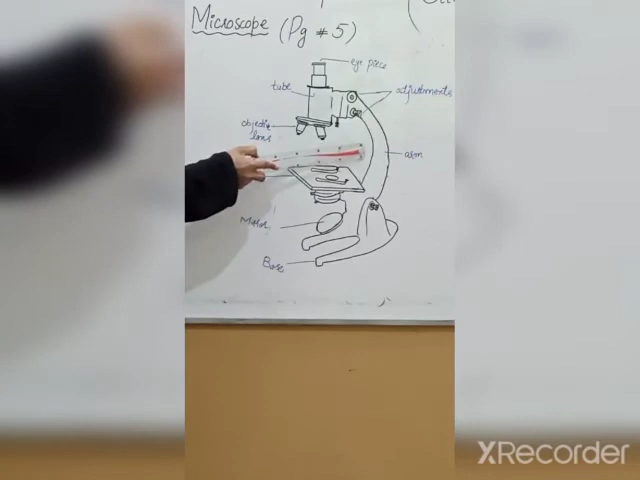 Microscope (Pg # 5)
eye piece
tube
adjustments
objective
lens
arm
Mirror
Base
XRecorder